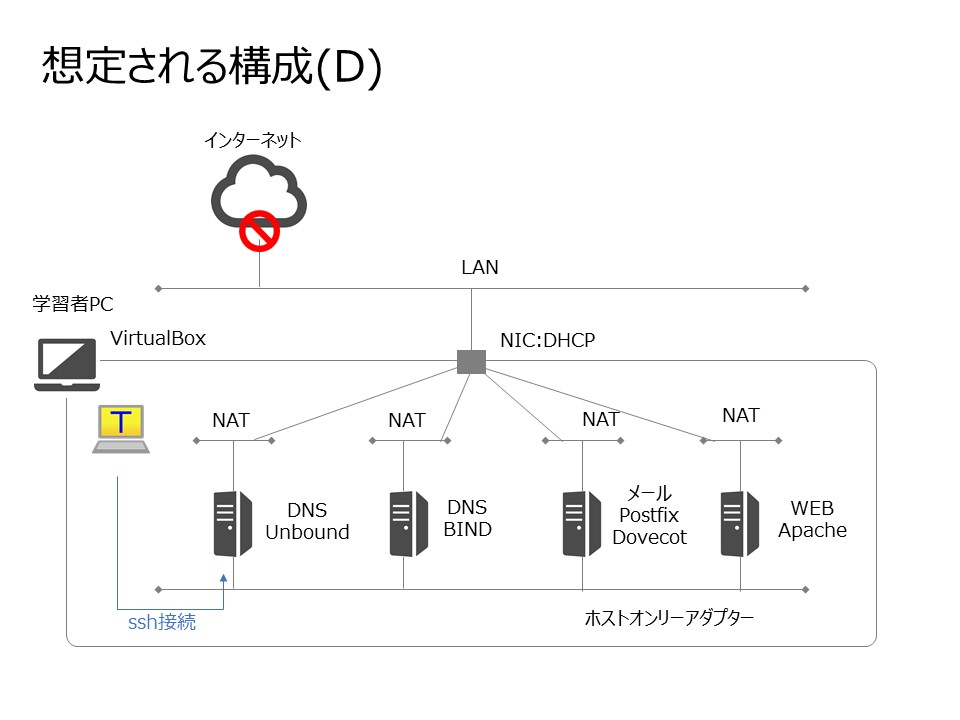 想定される構成(D)
インターネット
LAN
学習者PC
VirtualBox
NIC:DHCP
T
NAT
NAT
NAT
NAT
DNS
Unbound
DNS
BIND
メール
Postfix
Dovecot
WEB
Apache
ssh接続
ホストオンリーアダプター